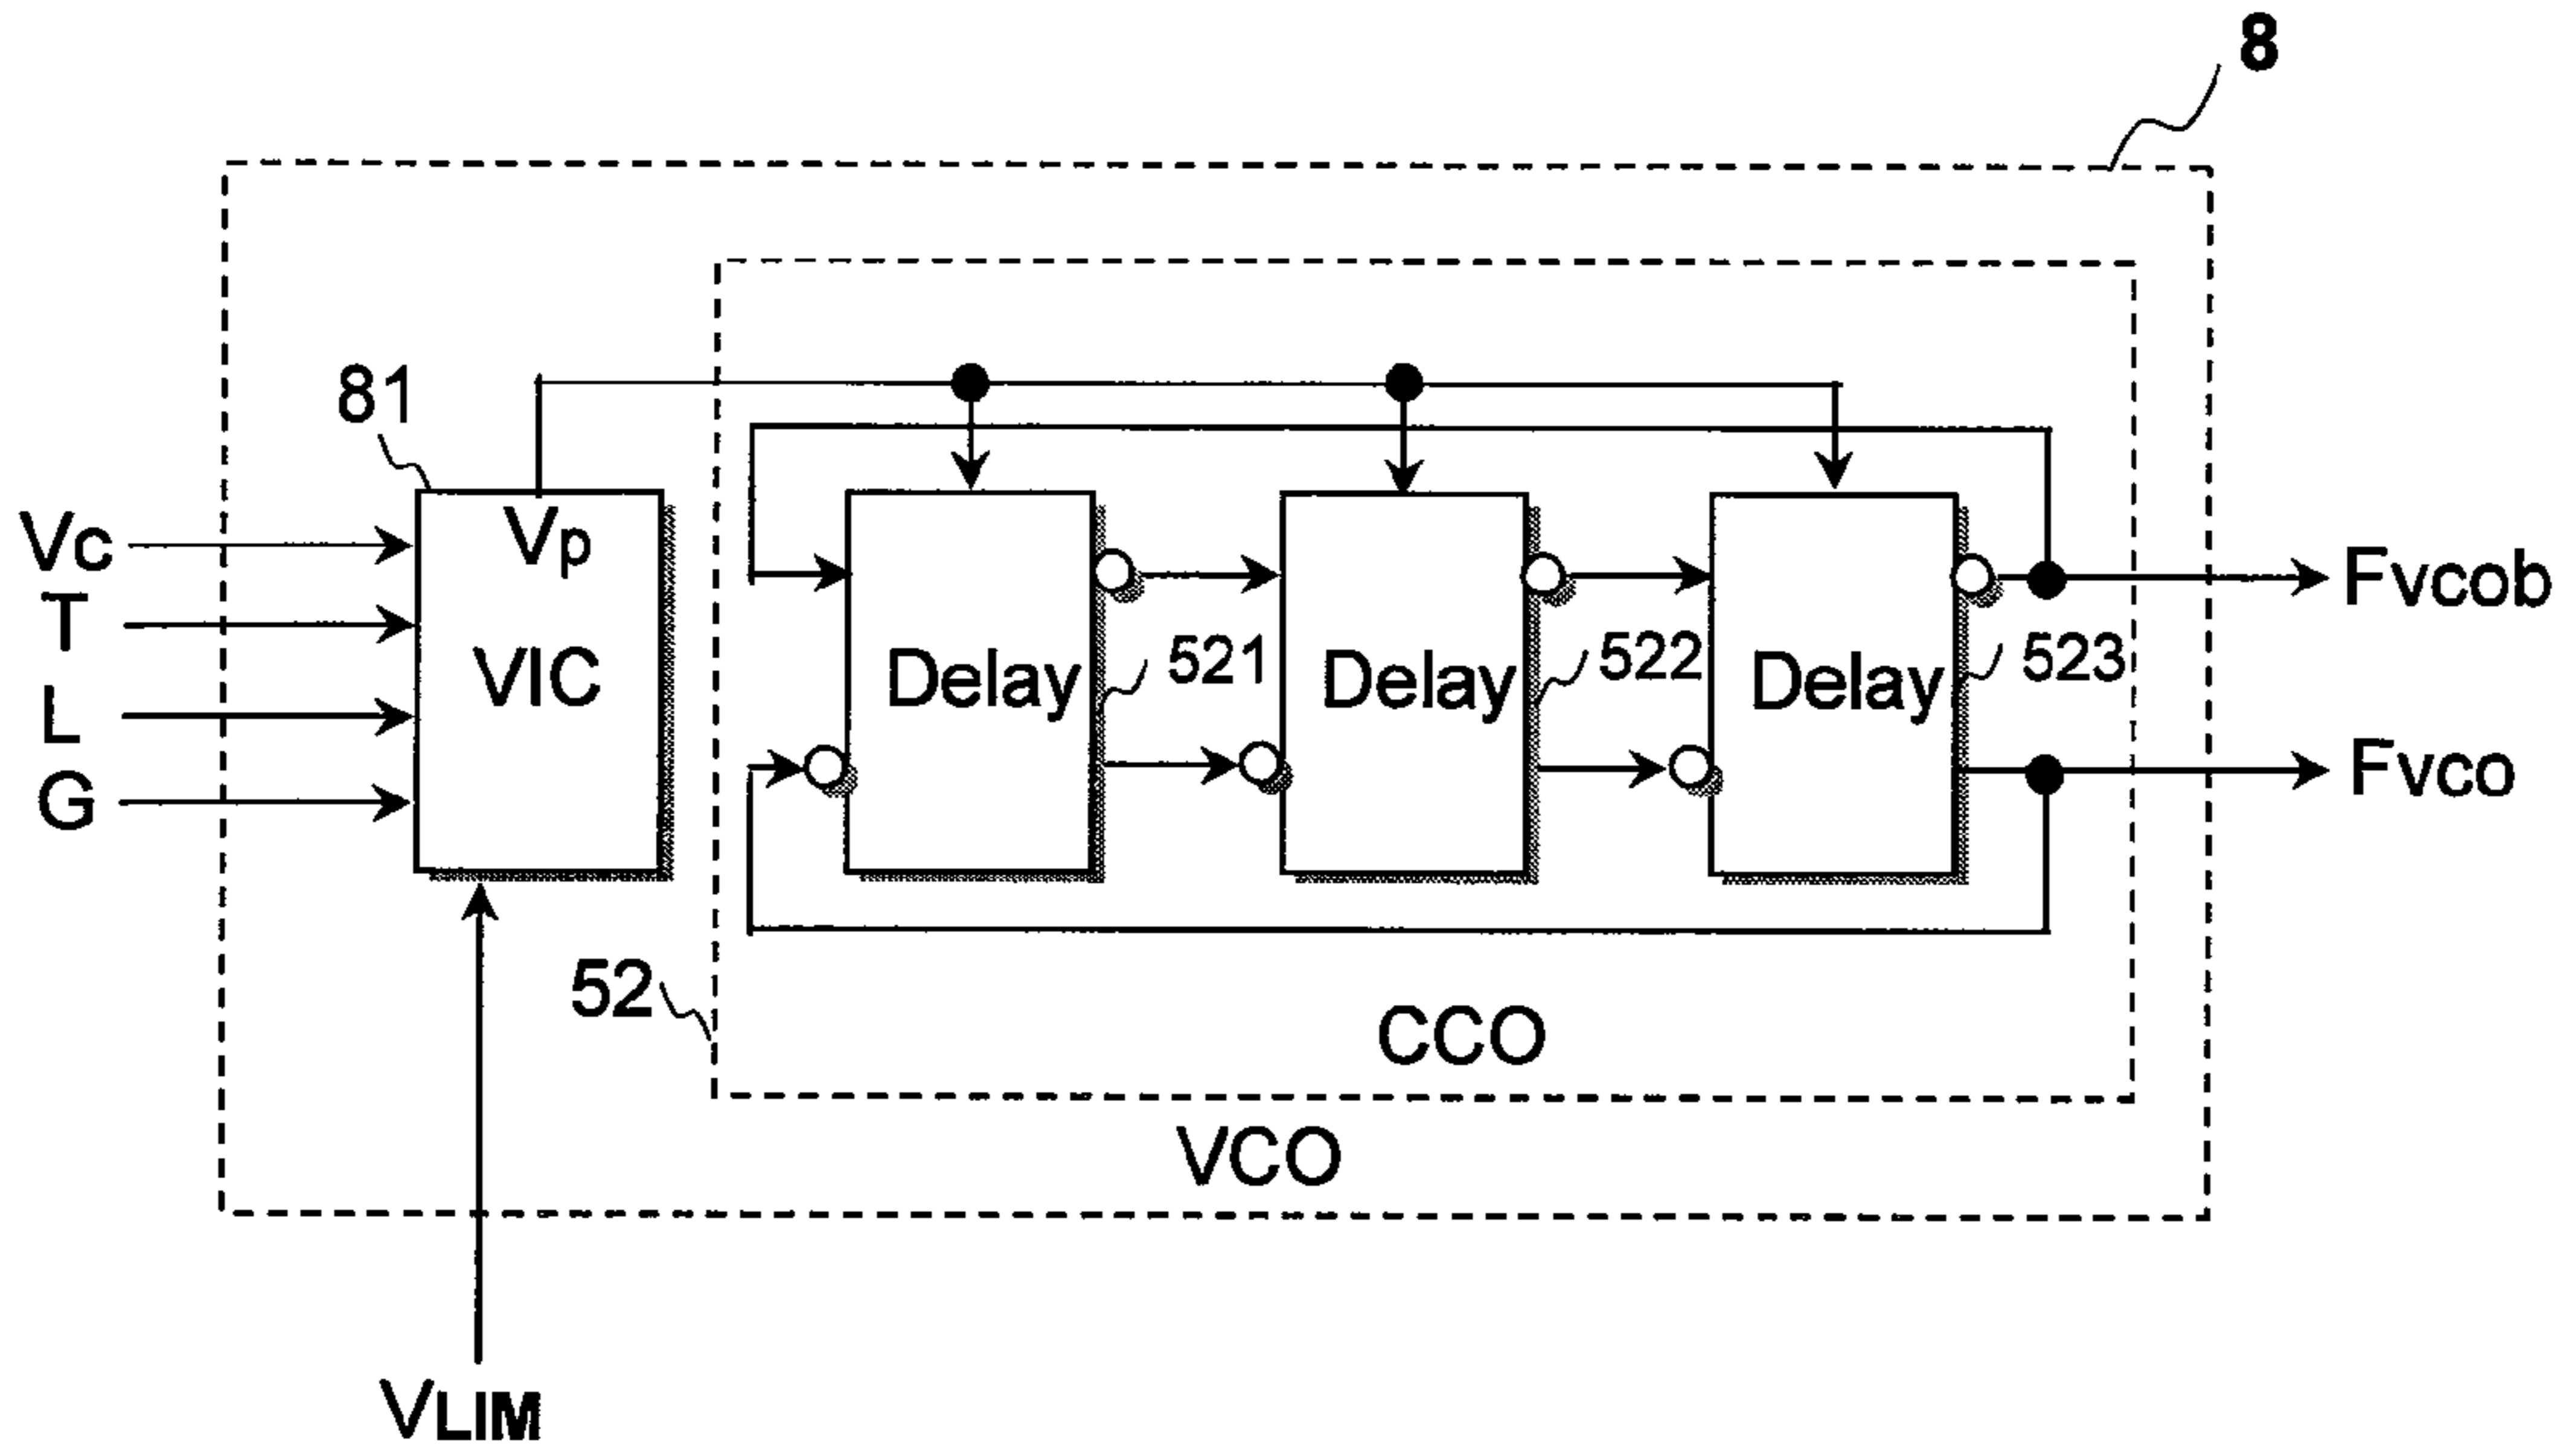 8
81
Vc
T
L
G
Vp
VIC
Delay
521
Delay
522
Delay
523
Fvcob
Fvco
52
CCO
VCO
VLIM